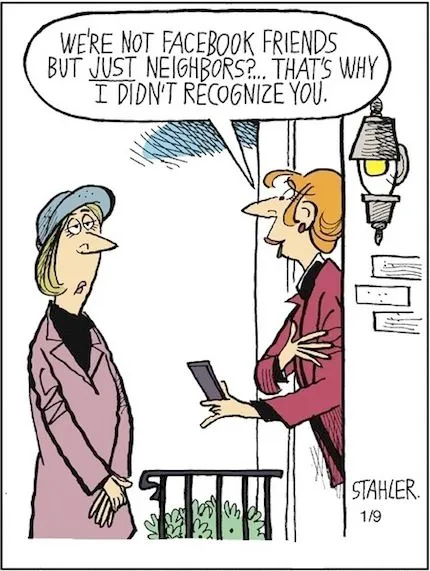 WE'RE NOT FACEBOOK FRIENDS
BUT JUST NEIGHBORS?... THAT'S WHY
I DIDN'T RECOGNIZE YOU.
STAHLER.
1/9